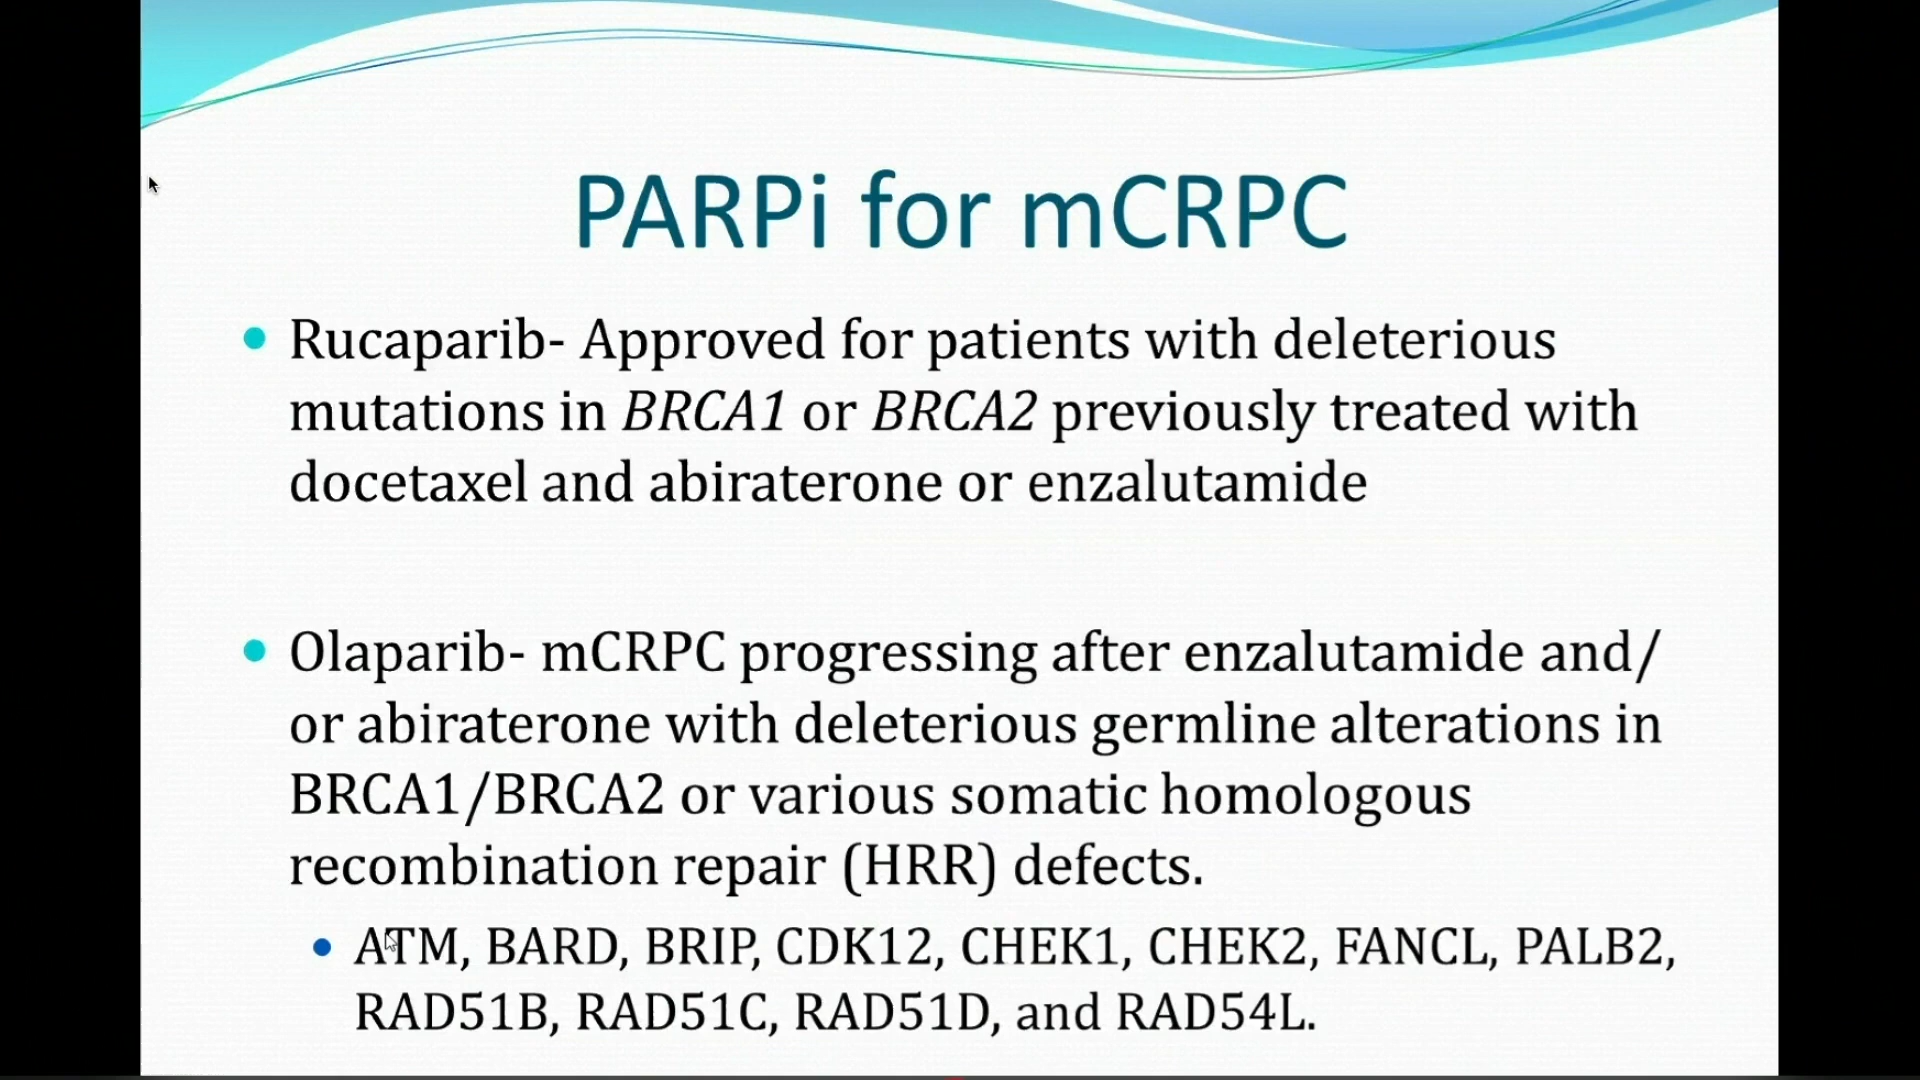 PARPi for mCRPC
Rucaparib- Approved for patients with deleterious
mutations in BRCA1 or BRCA2 previously treated with
docetaxel and abiraterone or enzalutamide
Olaparib- mCRPC progressing after enzalutamide and/
or abiraterone with deleterious germline alterations in
BRCA1/BRCA2 or various somatic homologous
recombination repair (HRR) defects.
ATM, BARD, BRIP, CDK12, CHEK1, CHEK2, FANCL, PALB2,
RAD51B, RAD51C, RAD51D, and RAD54L.